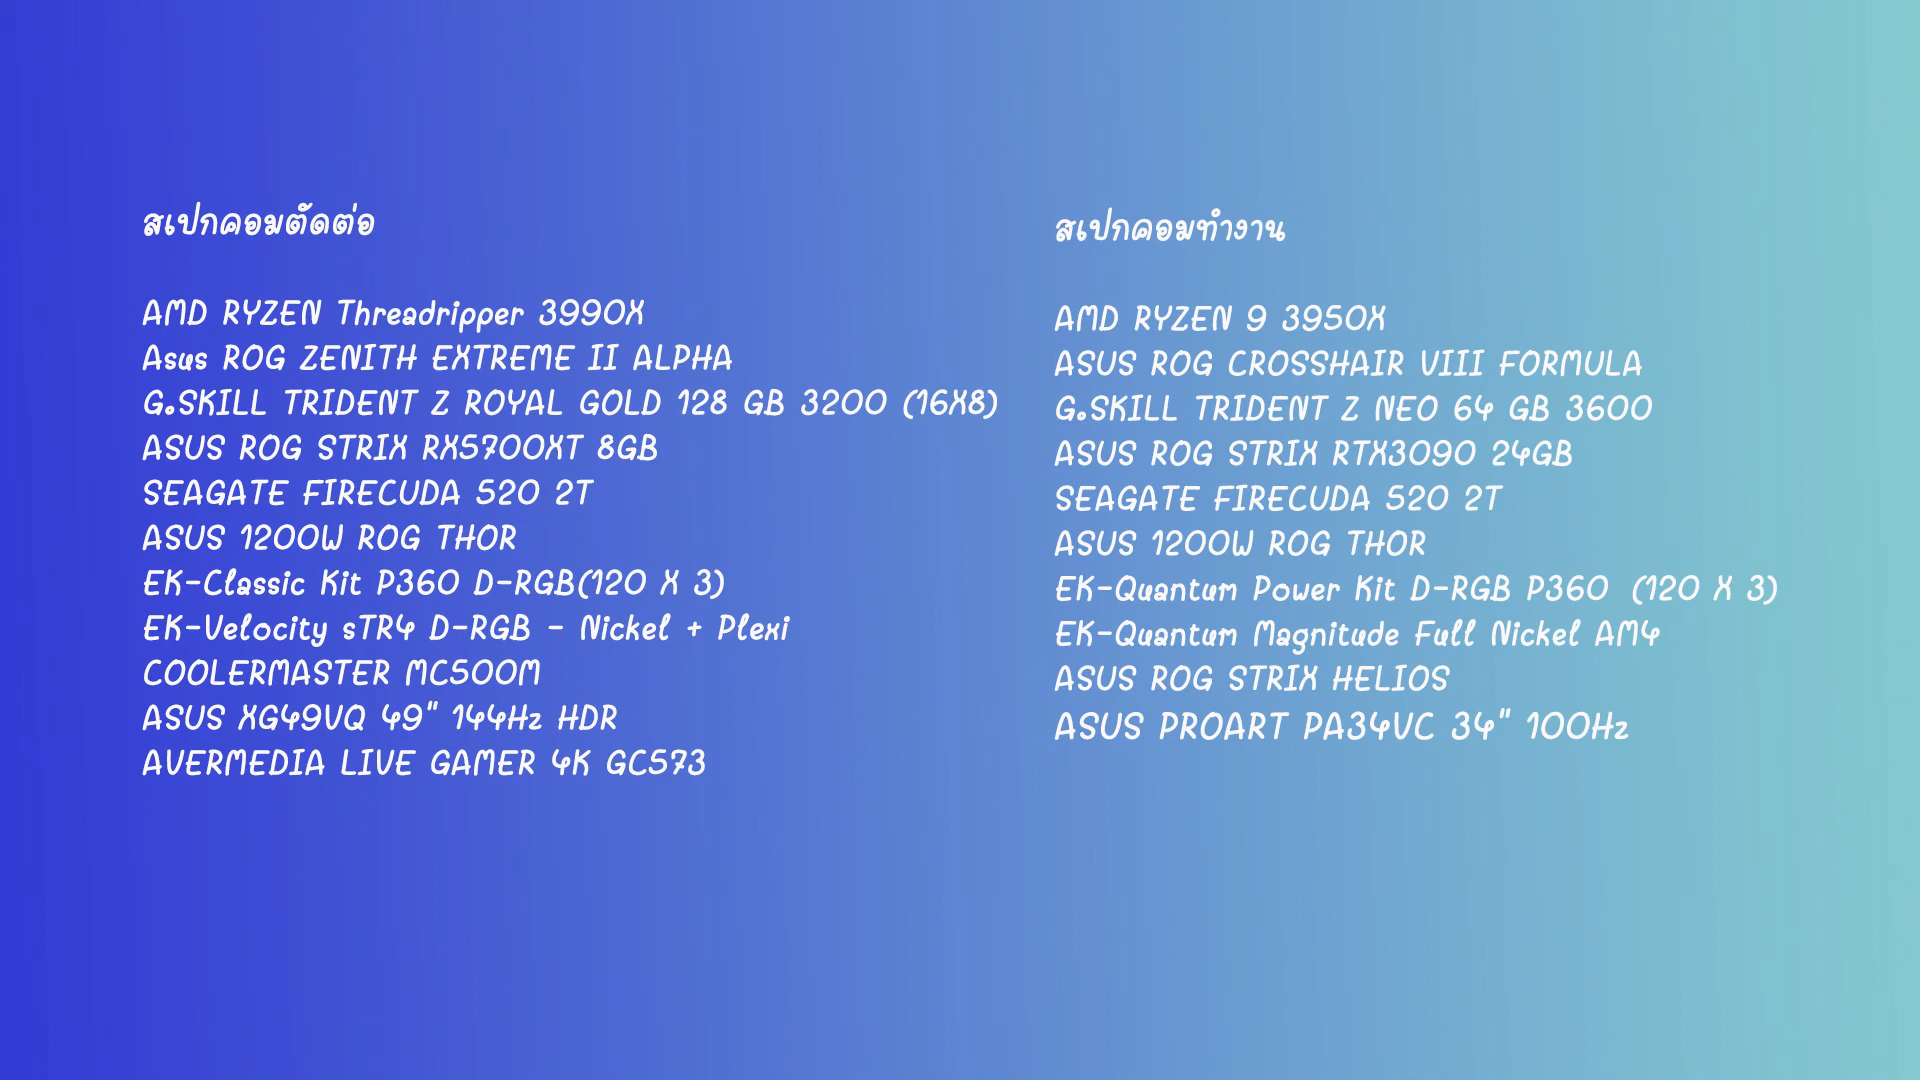 สเปกคอมตัดต่อ
AMD RYZEN Threadripper 3990X
Asus ROG ZENITH EXTREME II ALPHA
G.SKILL TRIDENT Z ROYAL GOLD 128 GB 3200 (16X8)
ASUS ROG STRIX RX5700XT 8GB
SEAGATE FIRECUDA 520 2T
ASUS 1200W ROG THOR
EK-Classic Kit P360 D-RGB(120 X 3)
EK-Velocity sTR4 D-RGB - Nickel + Plexi
COOLERMASTER MC500M
ASUS XG49VQ 49" 144Hz HDR
AVERMEDIA LIVE GAMER 4K GC573
สเปกคอมทำงาน
AMD RYZEN 9 3950X
ASUS ROG CROSSHAIR VIII FORMULA
G.SKILL TRIDENT Z NEO 64 GB 3600
ASUS ROG STRIX RTX3090 24GB
SEAGATE FIRECUDA 520 2T
ASUS 1200W ROG THOR
EK-Quantum Power Kit D-RGB P360 (120 X 3)
EK-Quantum Magnitude Full Nickel AM4
ASUS ROG STRIX HELIOS
ASUS PROART PA34VC 34" 100Hz